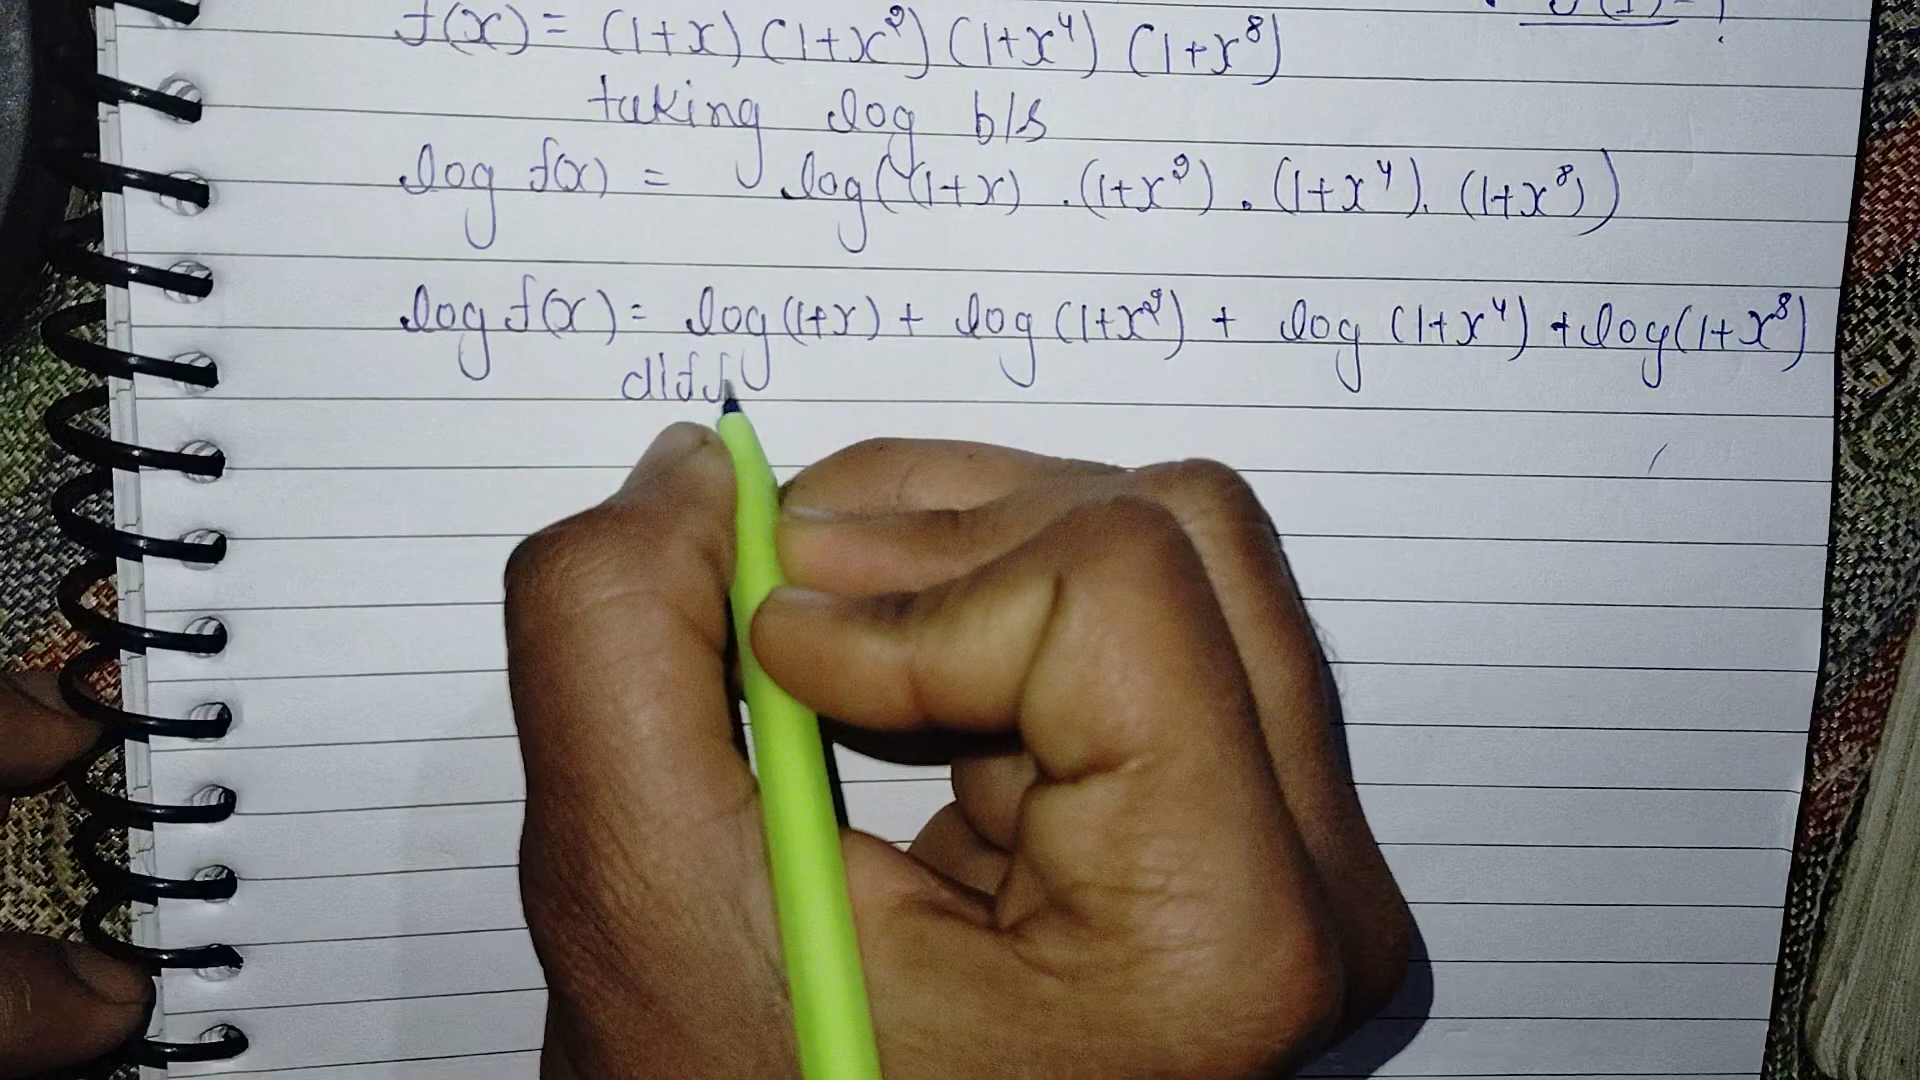 f(x) = (1+x) (1+x²) (1+x⁴) (1+x⁸)
taking log b/s
log f(x) = log((1+x) . (1+x²) . (1+x⁴). (1+x⁸))
log f(x) = log (1+x) + log (1+x²) + log (1+x⁴) + log(1+x⁸)
diff